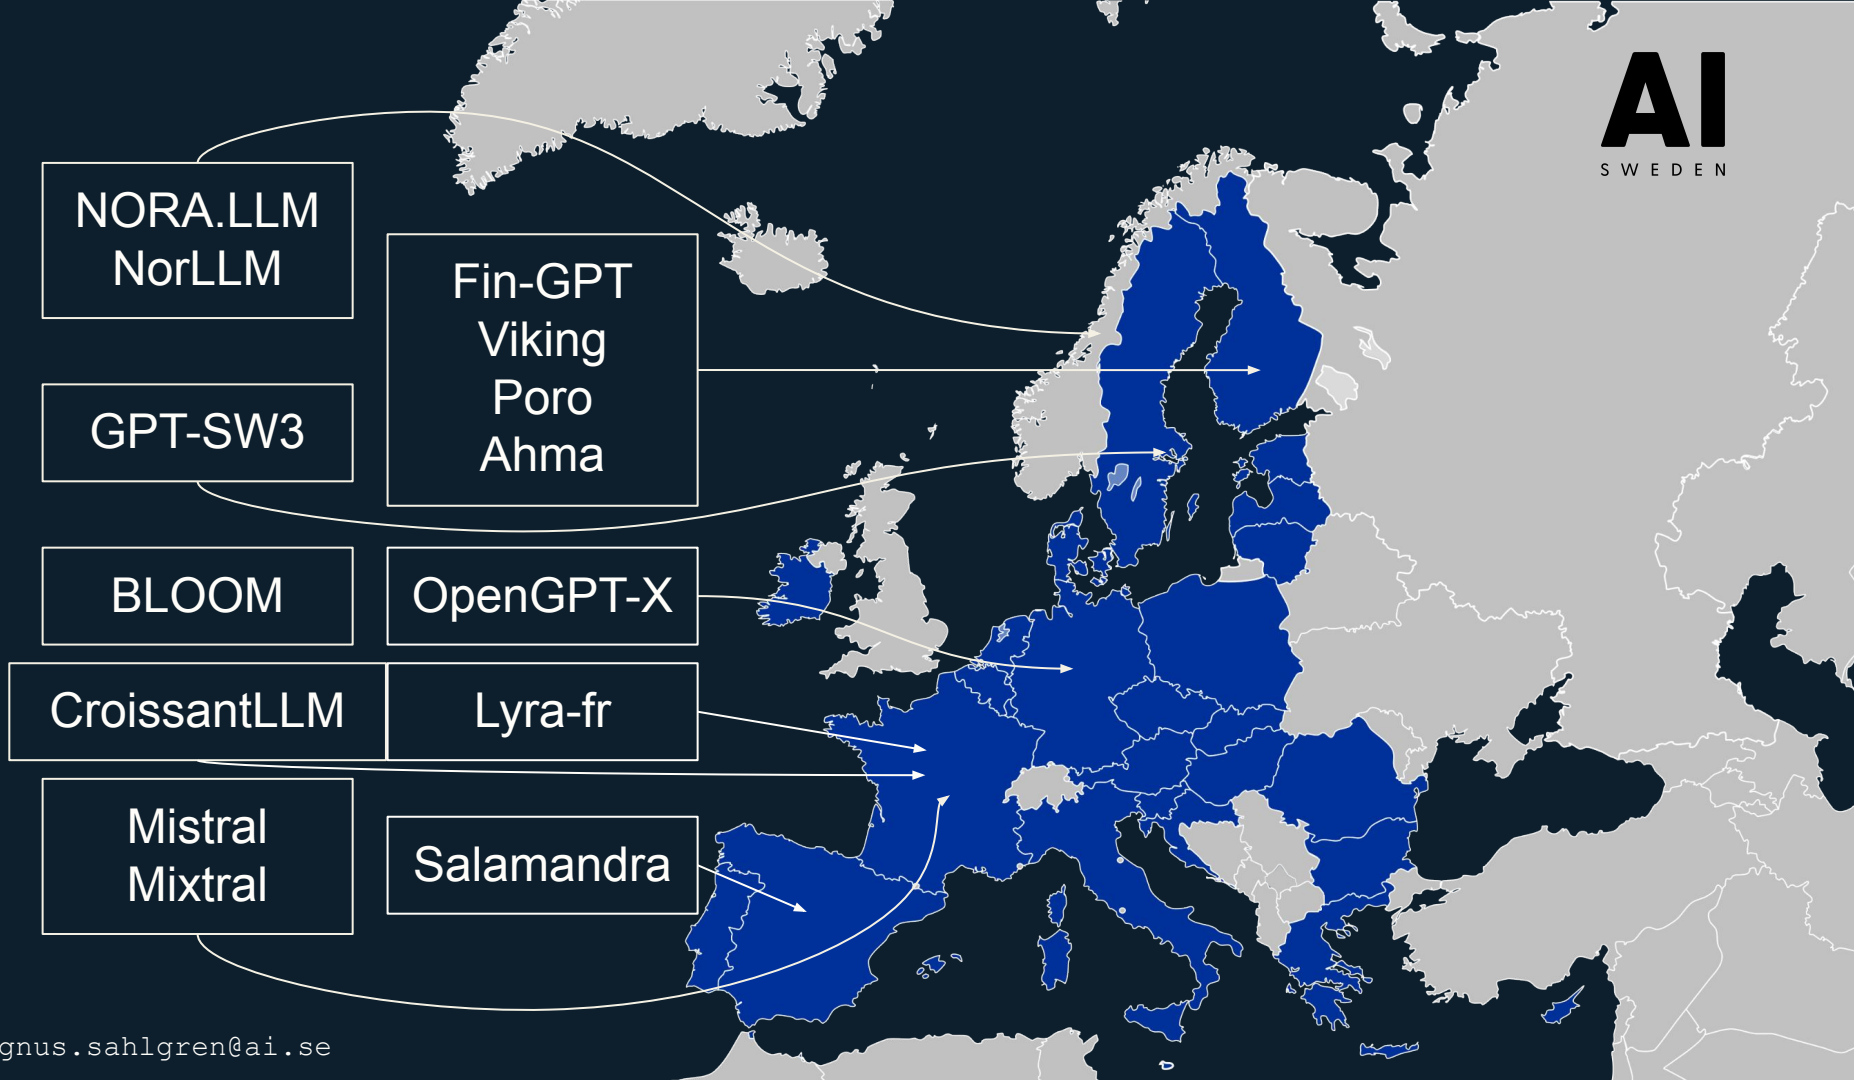 AI
SWEDEN
NORA.LLM
NorLLM
Fin-GPT
Viking
Poro
Ahma
GPT-SW3
BLOOM
OpenGPT-X
CroissantLLM
Lyra-fr
Mistral
Mixtral
Salamandra
gnus.sahlgren@ai.se